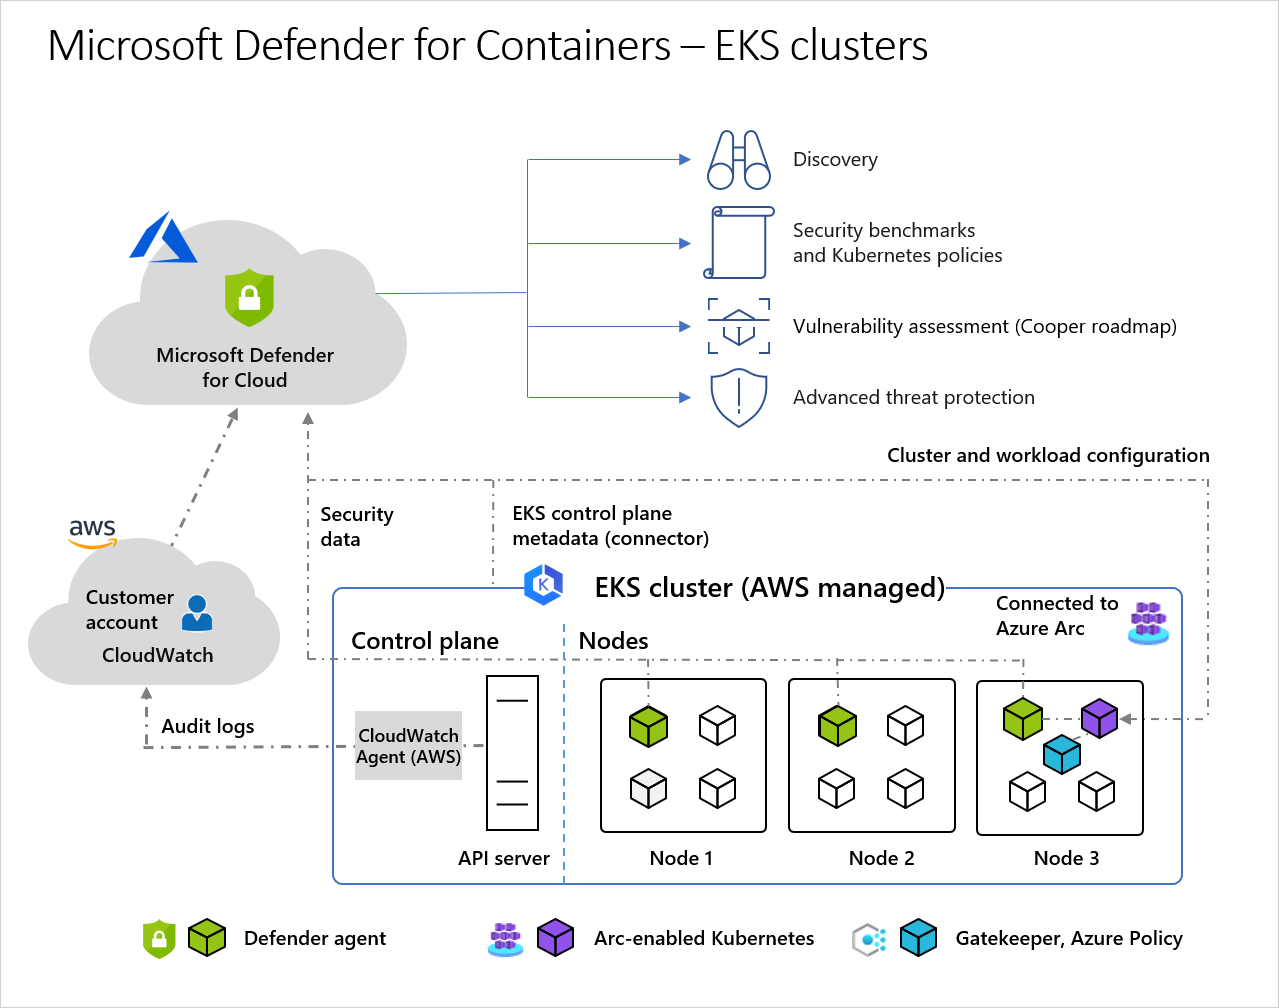 Microsoft Defender for Containers – EKS clusters
Discovery
Security benchmarks
and Kubernetes policies
Vulnerability assessment (Cooper roadmap)
Advanced threat protection
Microsoft Defender
for Cloud
Cluster and workload configuration
Security
data
EKS control plane
metadata (connector)
aws
Customer
account
CloudWatch
Audit logs
K
EKS cluster (AWS managed)
Connected to
Azure Arc
Control plane
Nodes
CloudWatch
Agent (AWS)
API server
Node 1
Node 2
Node 3
Defender agent
Arc-enabled Kubernetes
Gatekeeper, Azure Policy